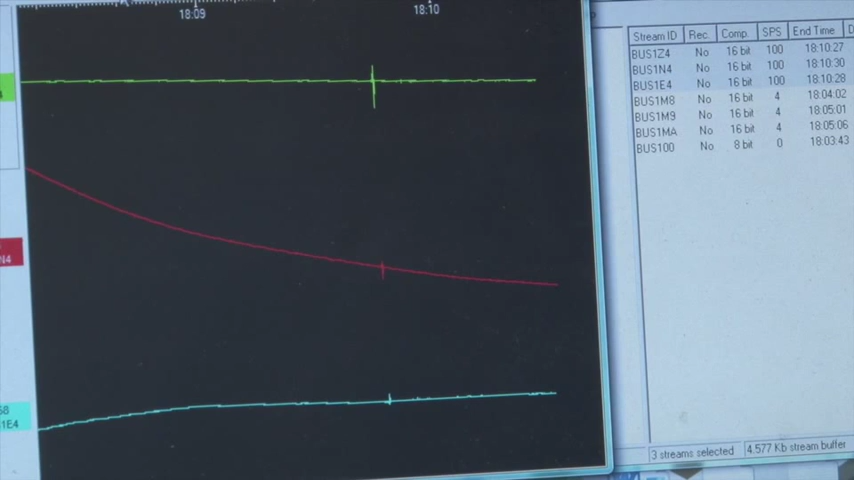 18:09 18:10
N4
1E4
Stream ID Rec. Comp. SPS End Time
BUS1Z4 No 16 bit 100 18:10:27
BUS1N4 No 16 bit 100 18:10:30
BUS1E4 No 16 bit 100 18:10:28
BUS1M8 No 16 bit 4 18:04:02
BUS1M9 No 16 bit 4 18:05:01
BUS1MA No 16 bit 4 18:05:06
BUS100 No 8 bit 0 18:03:43
3 streams selected 4.577 Kb stream buffer